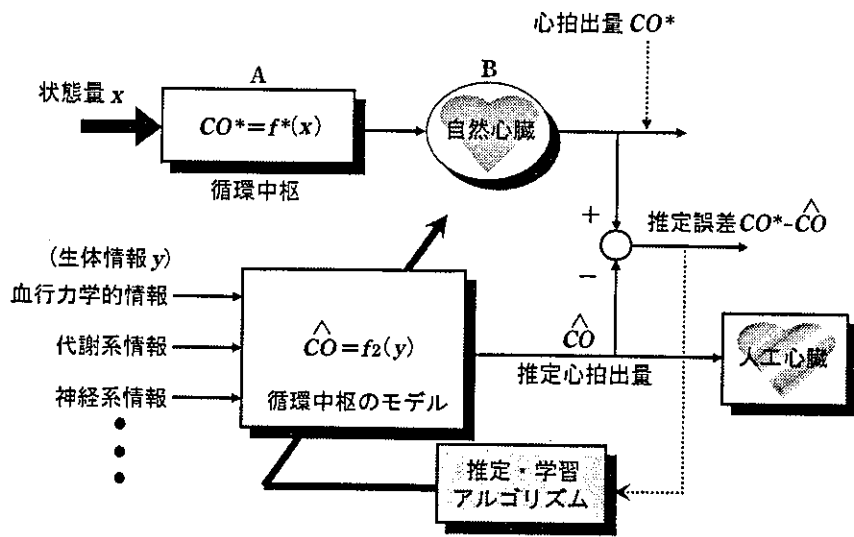 心拍出量 CO*
A
B
状態量 x
CO*=f*(x)
自然心臓
循環中枢
+
推定誤差 CO*-ĈO
−
(生体情報 y)
血行力学的情報
代謝系情報
神経系情報
ĈO=f₂(y)
循環中枢のモデル
ĈO
推定心拍出量
人工心臓
推定・学習
アルゴリズム